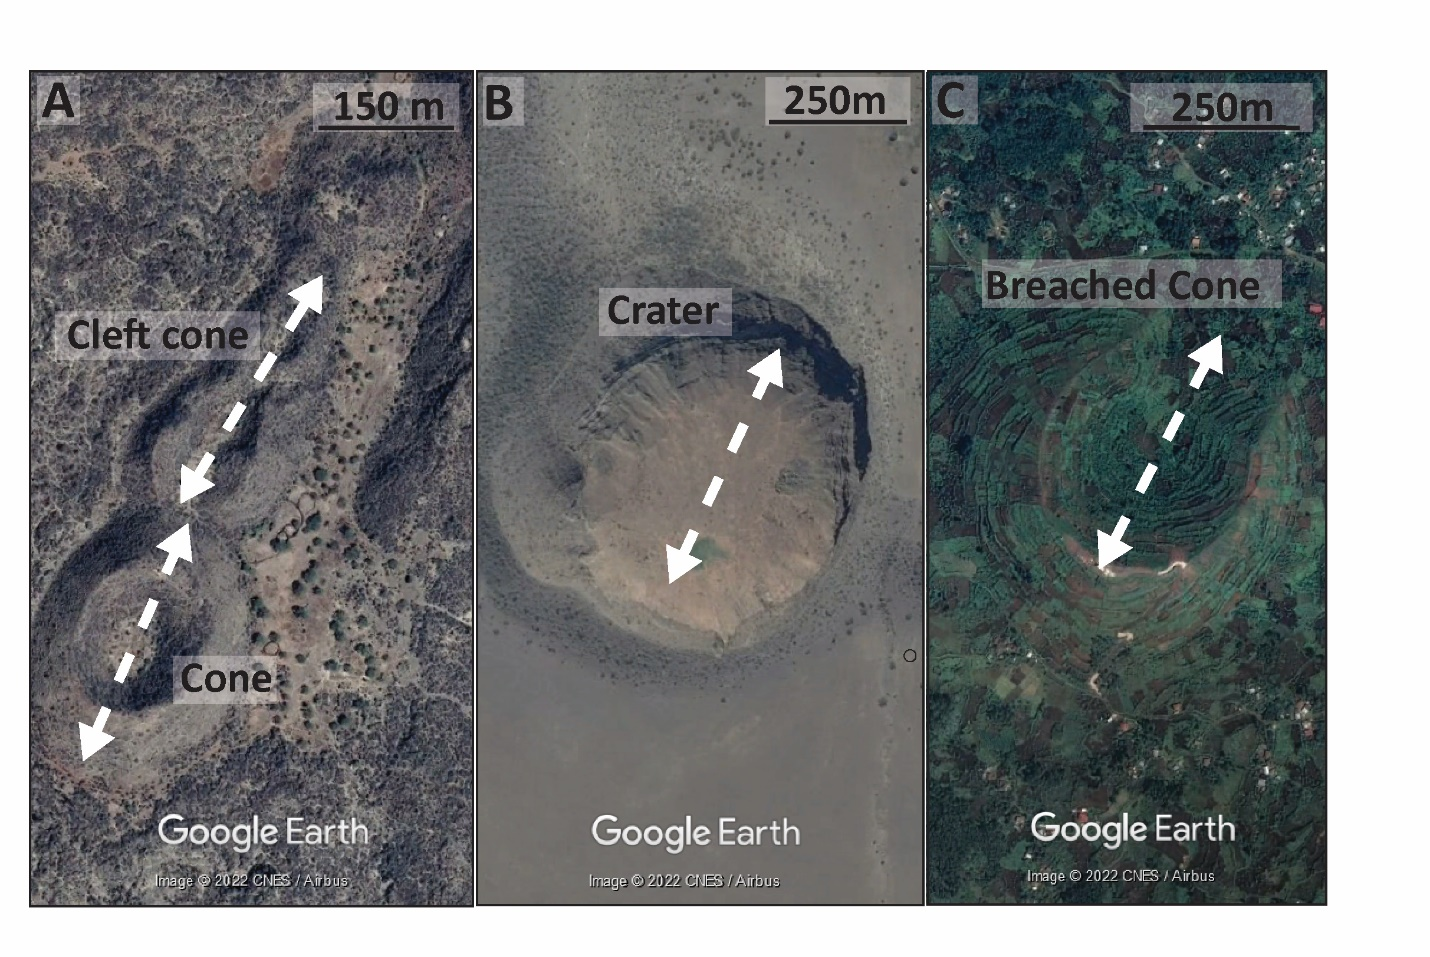 A
150 m
Cleft cone
Cone
Google Earth
Image © 2022 CNES / Airbus
B
250m
Crater
Google Earth
Image © 2022 CNES / Airbus
C
250m
Breached Cone
Google Earth
Image © 2022 CNES / Airbus